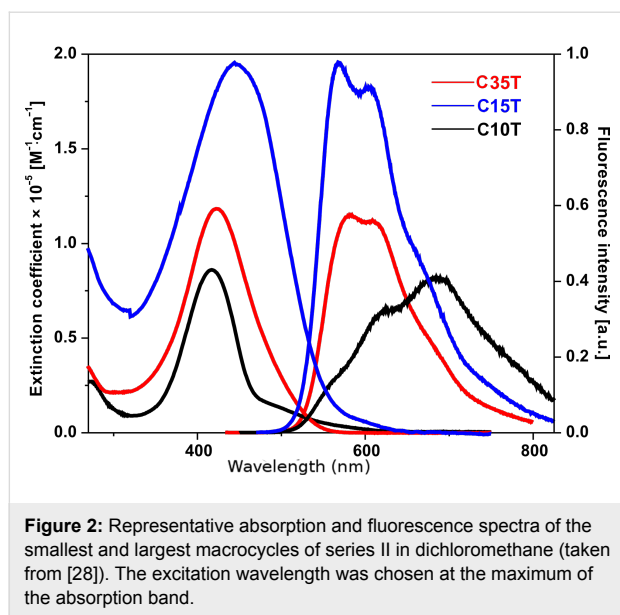 2.0
1.5
1.0
0.5
0.0
Extinction coefficient × 10⁻⁵ [M⁻¹cm⁻¹]
C35T
C15T
C10T
1.0
0.8
0.6
0.4
0.2
0.0
Fluorescence intensity [a.u.]
400 600 800
Wavelength (nm)
Figure 2: Representative absorption and fluorescence spectra of the
smallest and largest macrocycles of series II in dichloromethane (taken
from [28]). The excitation wavelength was chosen at the maximum of
the absorption band.